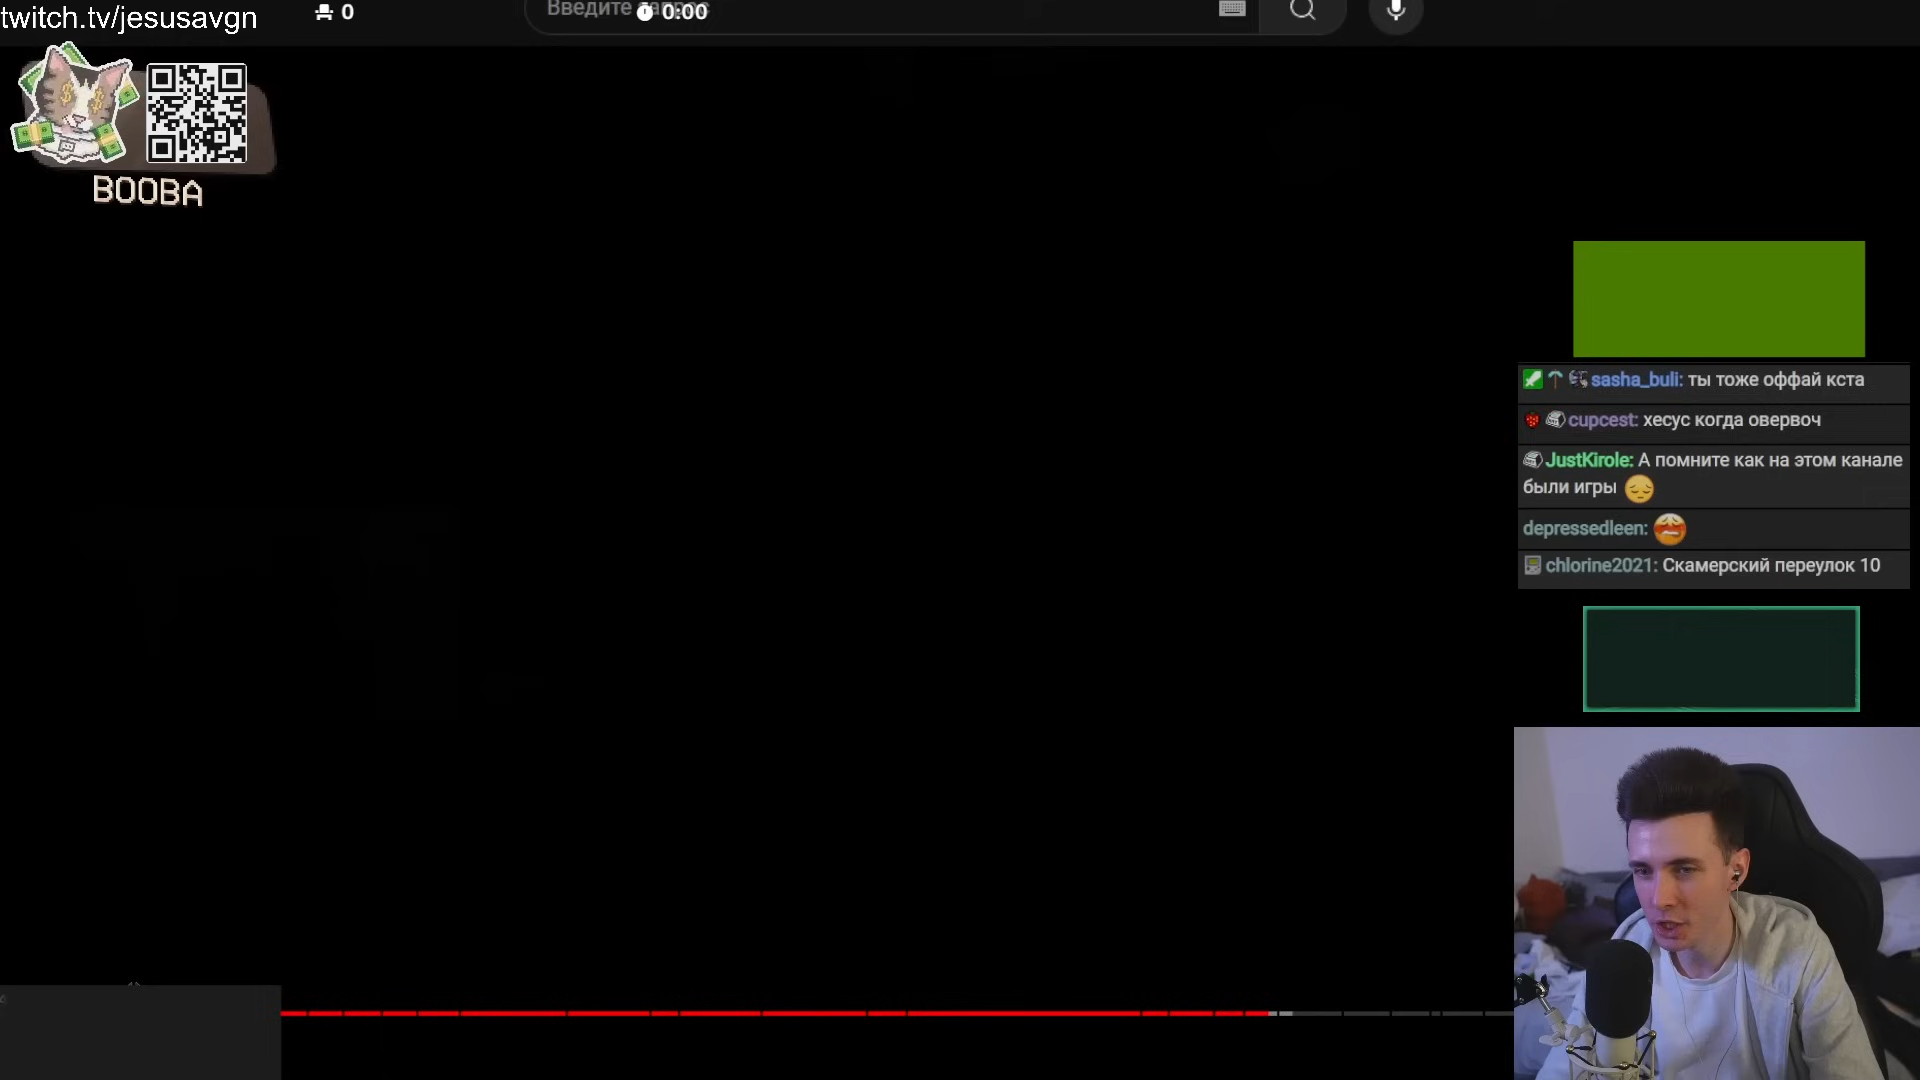 twitch.tv/jesusavgn
0
Введите
0:00
BOOBA
sasha_buli: ты тоже оффай кста
cupcest: хесус когда овервоч
JustKirole: А помните как на этом канале
были игры
depressedleen:
chlorine2021: Скамерский переулок 10